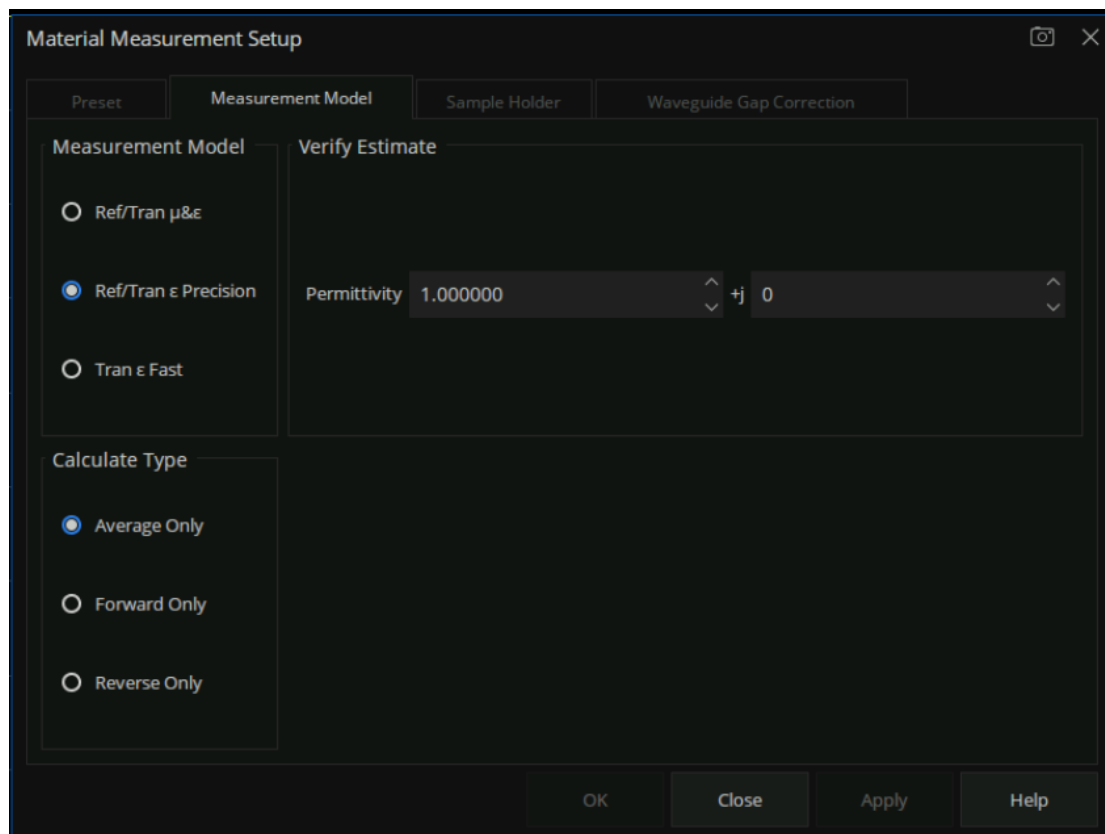 Material Measurement Setup
Preset
Measurement Model
Sample Holder
Waveguide Gap Correction
Measurement Model
Verify Estimate
Ref/Tran μ&ε
Ref/Tran ε Precision
Permittivity 1.000000 +j 0
Tran ε Fast
Calculate Type
Average Only
Forward Only
Reverse Only
OK
Close
Apply
Help